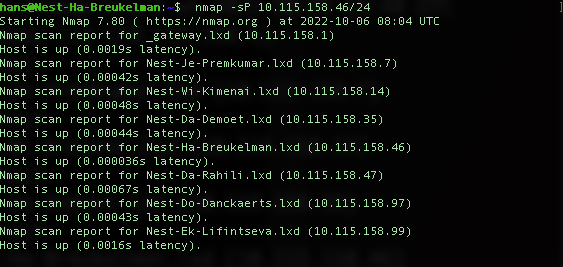 hans@Nest-Ha-Breukelman:~$ nmap -sP 10.115.158.46/24
Starting Nmap 7.80 ( https://nmap.org ) at 2022-10-06 08:04 UTC
Nmap scan report for _gateway.lxd (10.115.158.1)
Host is up (0.0019s latency).
Nmap scan report for Nest-Je-Premkumar.lxd (10.115.158.7)
Host is up (0.00042s latency).
Nmap scan report for Nest-Wi-Kimenai.lxd (10.115.158.14)
Host is up (0.00048s latency).
Nmap scan report for Nest-Da-Demoet.lxd (10.115.158.35)
Host is up (0.00044s latency).
Nmap scan report for Nest-Ha-Breukelman.lxd (10.115.158.46)
Host is up (0.000036s latency).
Nmap scan report for Nest-Da-Rahili.lxd (10.115.158.47)
Host is up (0.00067s latency).
Nmap scan report for Nest-Do-Danckaerts.lxd (10.115.158.97)
Host is up (0.00043s latency).
Nmap scan report for Nest-Ek-Lifintseva.lxd (10.115.158.99)
Host is up (0.0016s latency).